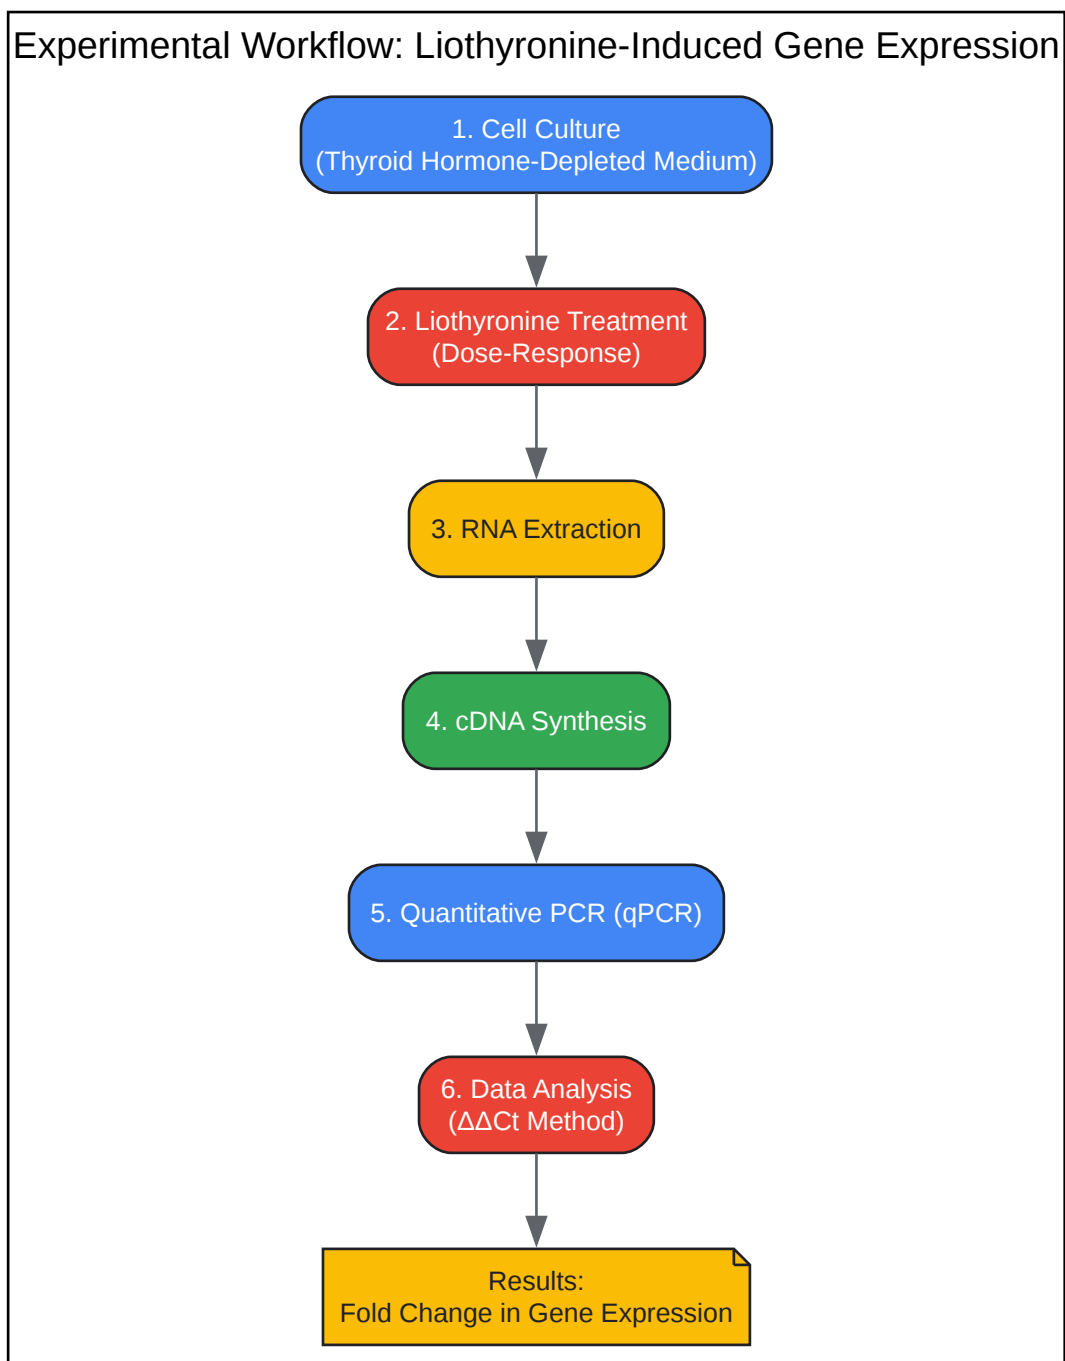 Experimental Workflow: Liothyronine-Induced Gene Expression
1. Cell Culture
(Thyroid Hormone-Depleted Medium)
2. Liothyronine Treatment
(Dose-Response)
3. RNA Extraction
4. cDNA Synthesis
5. Quantitative PCR (qPCR)
6. Data Analysis
(ΔΔCt Method)
Results:
Fold Change in Gene Expression